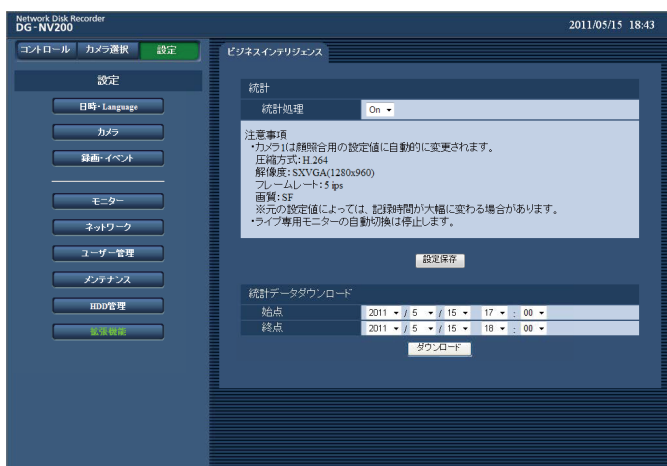 Network Disk Recorder
DG-NV200
2011/05/15 18:43
コントロール カメラ選択 設定
設定
日時・Language
カメラ
録画・イベント
モニター
ネットワーク
ユーザー管理
メンテナンス
HDD管理
拡張機能
ビジネスインテリジェンス
統計
統計処理 On
注意事項
・カメラ1は顔照合用の設定値に自動的に変更されます。
圧縮方式：H.264
解像度：SXVGA(1280x960)
フレームレート：5 ips
画質：SF
※元の設定値によっては、記録時間が大幅に変わる場合があります。
・ライブ専用モニターの自動切換は停止します。
設定保存
統計データダウンロード
始点 2011 / 5 / 15 17 : 00
終点 2011 / 5 / 15 18 : 00
ダウンロード